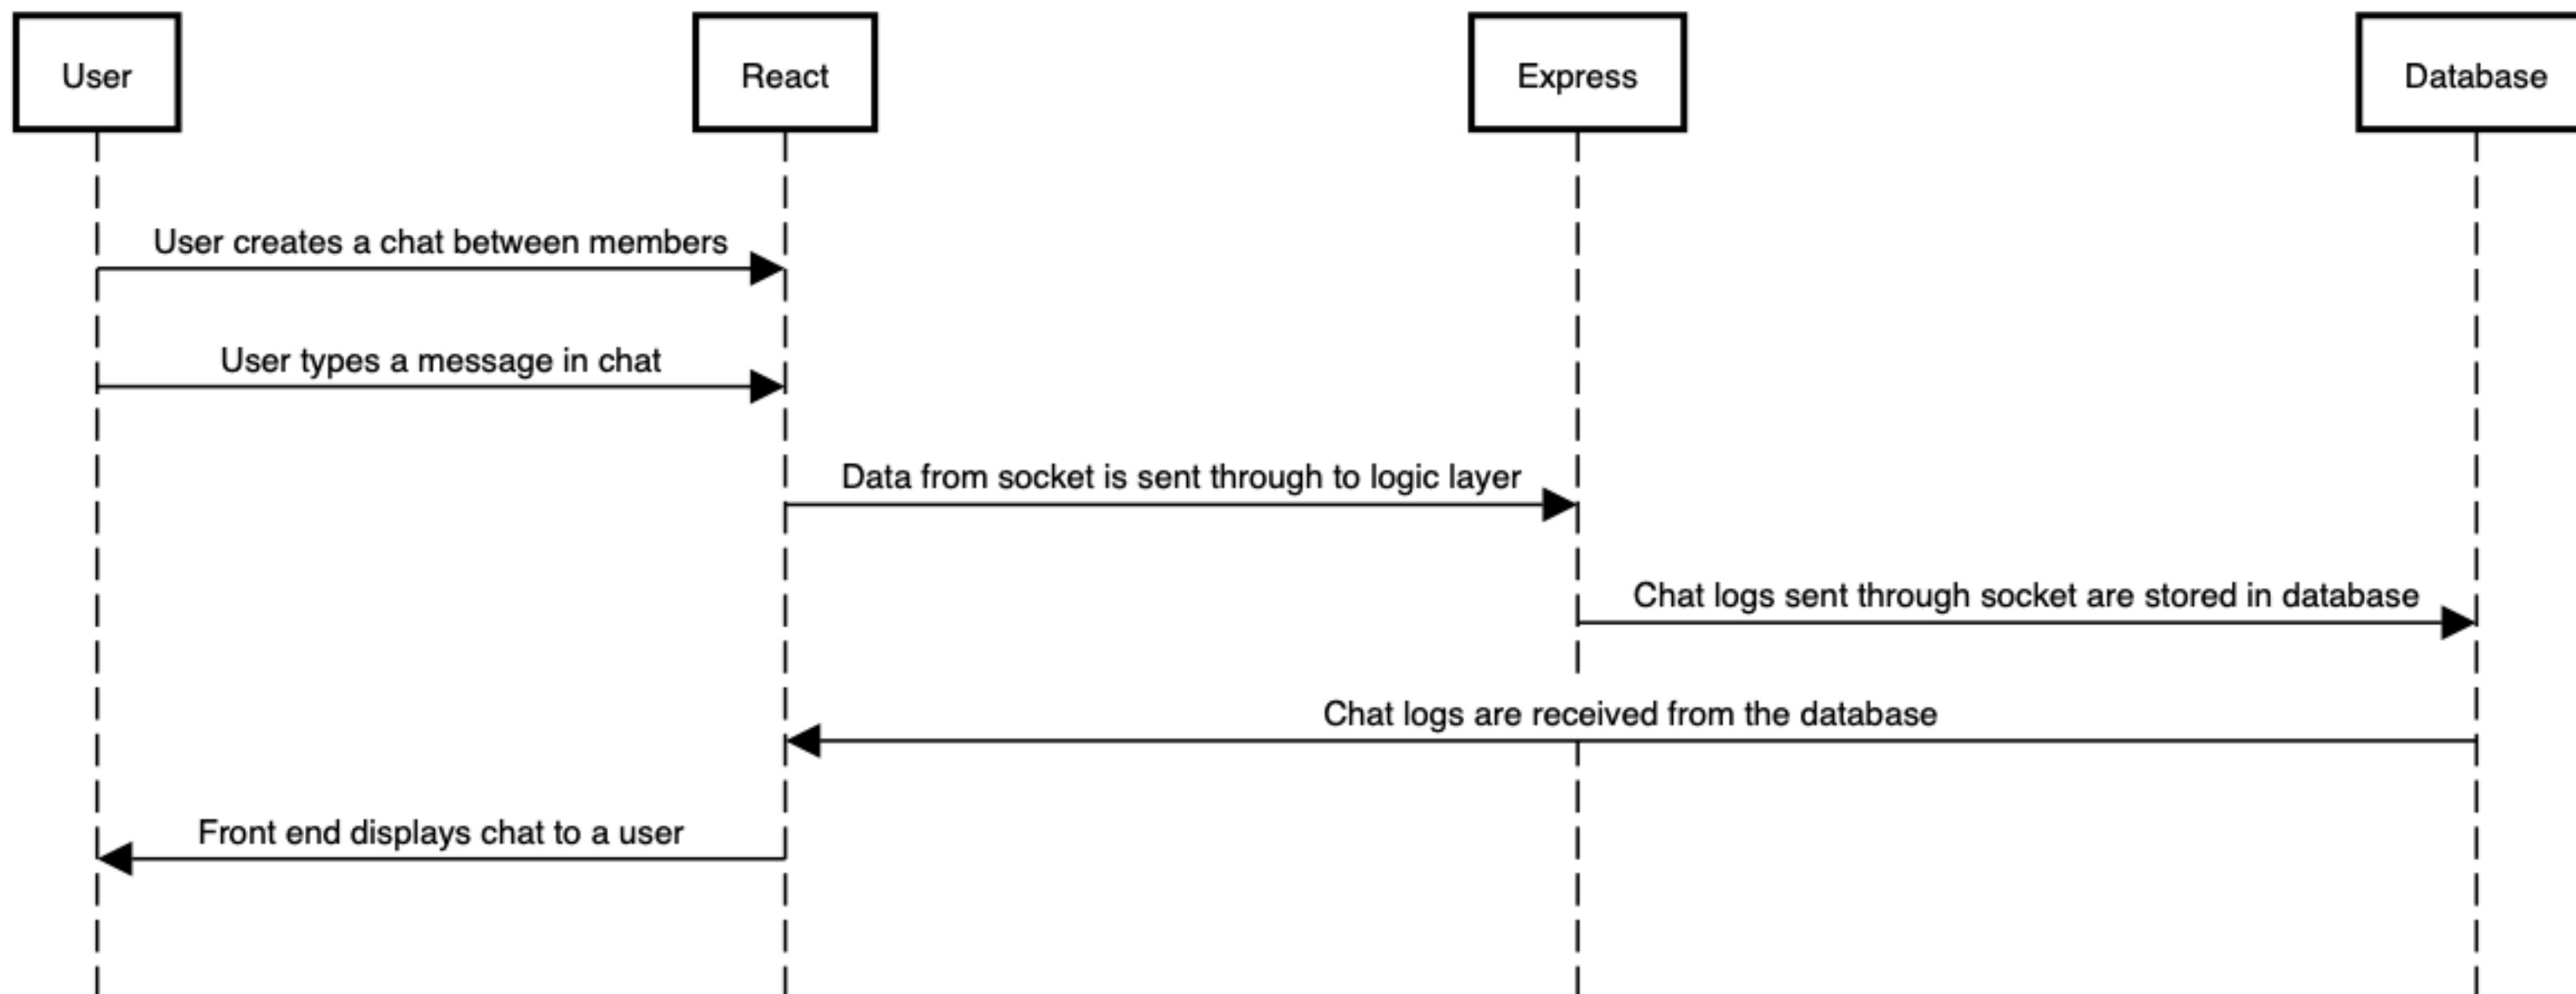 User
React
Express
Database
User creates a chat between members
User types a message in chat
Data from socket is sent through to logic layer
Chat logs sent through socket are stored in database
Chat logs are received from the database
Front end displays chat to a user